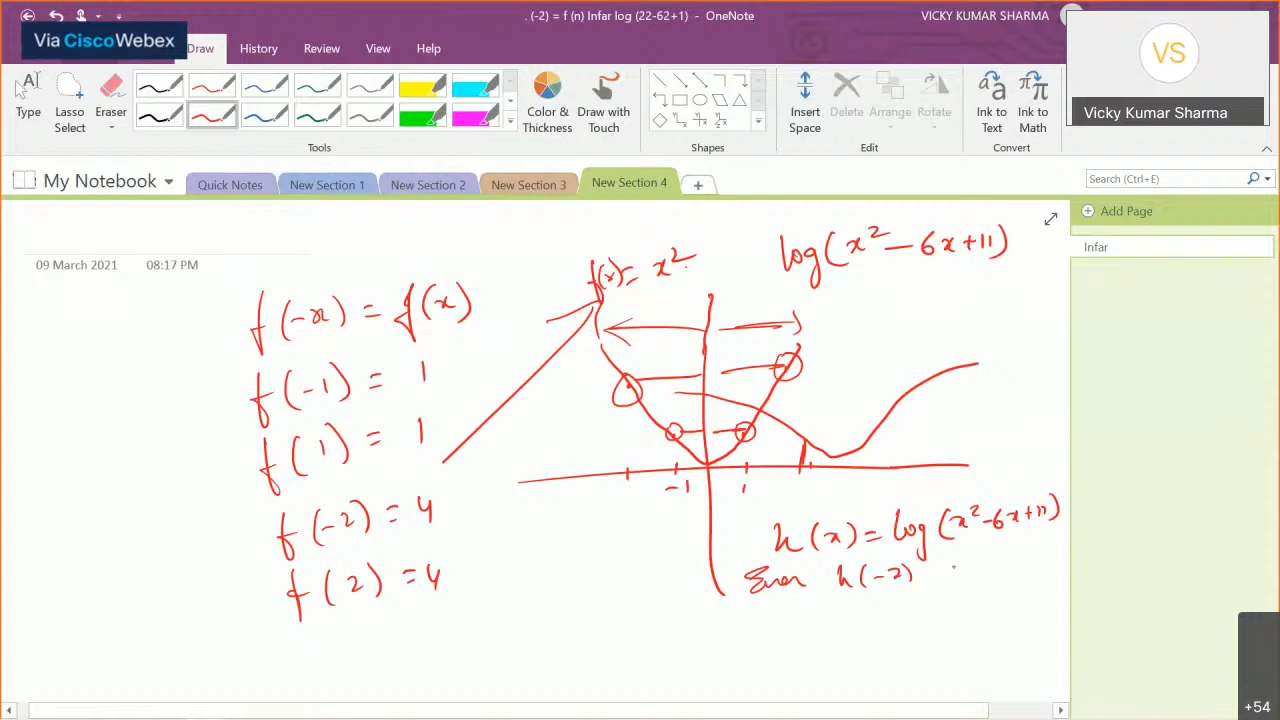 . (-2) = f (n) Infar log (22-62+1) - OneNote
VICKY KUMAR SHARMA
Via CiscoWebex
Draw
History
Review
View
Help
VS
Vicky Kumar Sharma
Type
Lasso Select
Eraser
Color & Thickness
Draw with Touch
Insert Space
Delete
Arrange
Rotate
Ink to Text
Ink to Math
Tools
Shapes
Edit
Convert
My Notebook
Quick Notes
New Section 1
New Section 2
New Section 3
New Section 4
Search (Ctrl+E)
Add Page
Infar
09 March 2021
08:17 PM
f(x) = x²
log(x² - 6x + 11)
f(-x) = f(x)
f(-1) = 1
f(1) = 1
f(-2) = 4
f(2) = 4
-1
1
h(x) = log(x² - 6x + 11)
Even h(-2)
+54